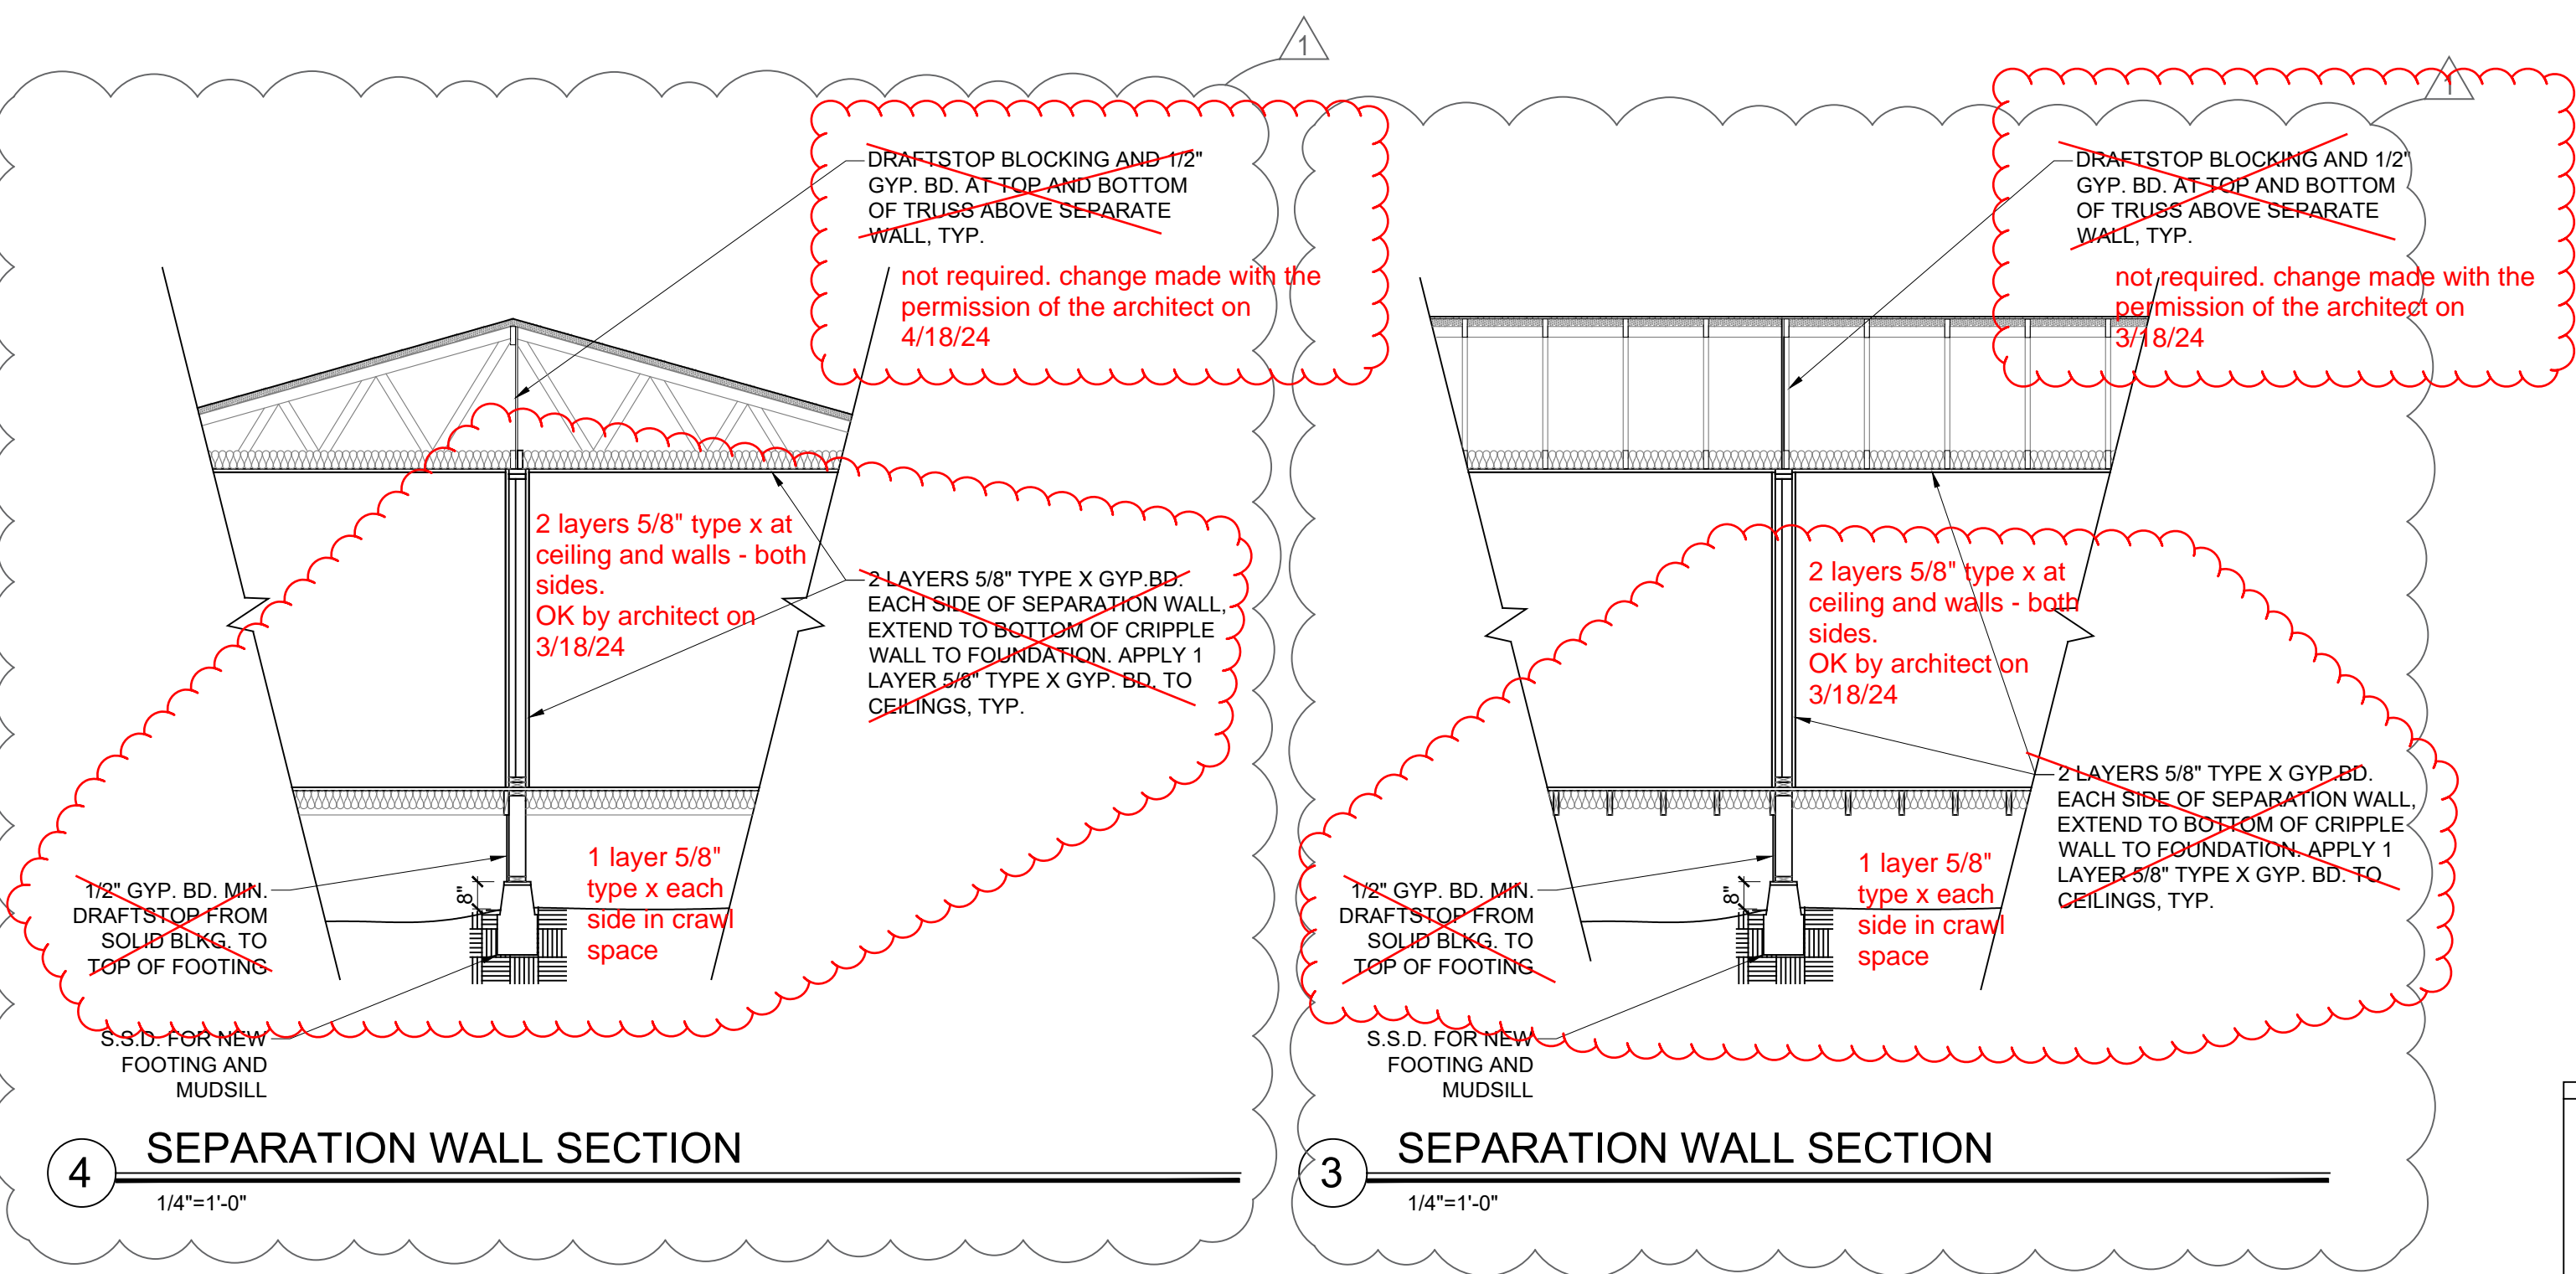 1
DRAFTSTOP BLOCKING AND 1/2"
GYP. BD. AT TOP AND BOTTOM
OF TRUSS ABOVE SEPARATE
WALL, TYP.
not required. change made with the
permission of the architect on
4/18/24
2 layers 5/8" type x at
ceiling and walls - both
sides.
OK by architect on
3/18/24
2 LAYERS 5/8" TYPE X GYP.BD.
EACH SIDE OF SEPARATION WALL,
EXTEND TO BOTTOM OF CRIPPLE
WALL TO FOUNDATION. APPLY 1
LAYER 5/8" TYPE X GYP. BD. TO
CEILINGS, TYP.
1/2" GYP. BD. MIN.
DRAFTSTOP FROM
SOLID BLKG. TO
TOP OF FOOTING
8"
1 layer 5/8"
type x each
side in crawl
space
S.S.D. FOR NEW
FOOTING AND
MUDSILL
4
SEPARATION WALL SECTION
1/4"=1'-0"
1
DRAFTSTOP BLOCKING AND 1/2"
GYP. BD. AT TOP AND BOTTOM
OF TRUSS ABOVE SEPARATE
WALL, TYP.
not required. change made with the
permission of the architect on
3/18/24
2 layers 5/8" type x at
ceiling and walls - both
sides.
OK by architect on
3/18/24
2 LAYERS 5/8" TYPE X GYP.BD.
EACH SIDE OF SEPARATION WALL,
EXTEND TO BOTTOM OF CRIPPLE
WALL TO FOUNDATION. APPLY 1
LAYER 5/8" TYPE X GYP. BD. TO
CEILINGS, TYP.
1/2" GYP. BD. MIN.
DRAFTSTOP FROM
SOLID BLKG. TO
TOP OF FOOTING
8"
1 layer 5/8"
type x each
side in crawl
space
S.S.D. FOR NEW
FOOTING AND
MUDSILL
3
SEPARATION WALL SECTION
1/4"=1'-0"